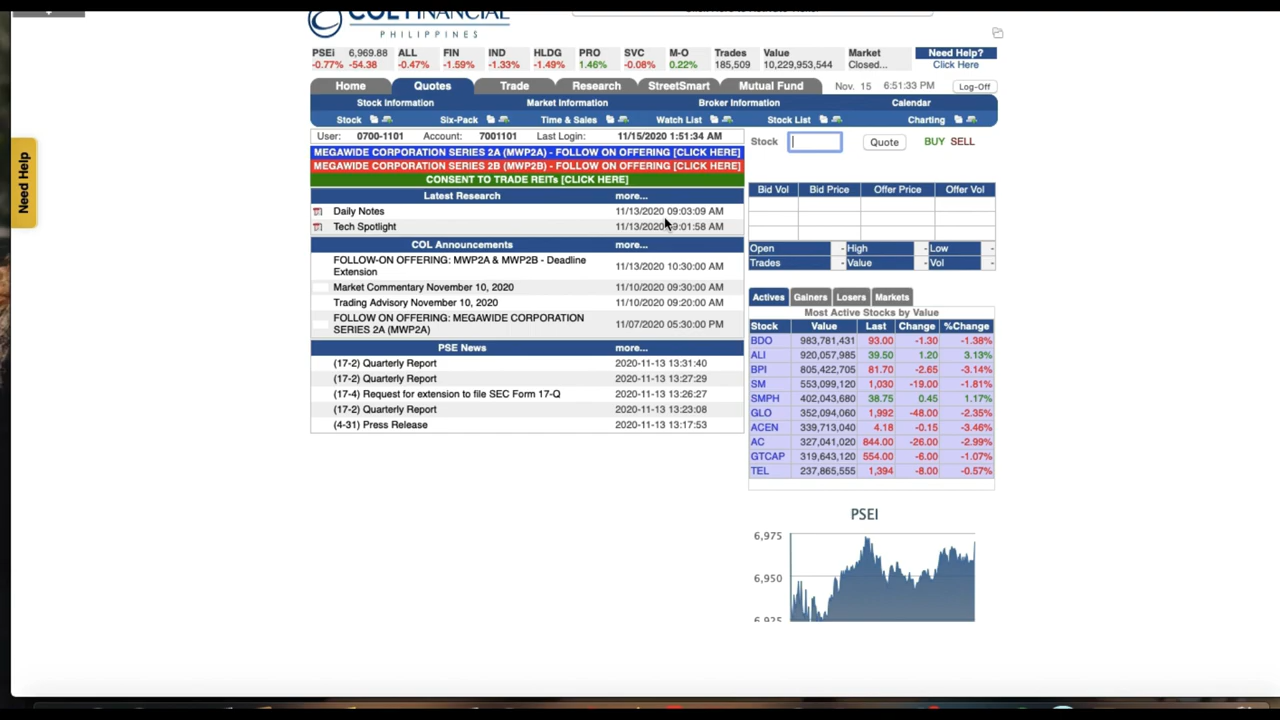 COL FINANCIAL
PHILIPPINES
PSEi 6,969.88 ALL FIN IND HLDG PRO SVC M-O Trades Value Market Need Help?
-0.77% -54.38 -0.47% -1.59% -1.33% -1.49% 1.46% -0.08% 0.22% 185,509 10,229,953,544 Closed... Click Here
Home Quotes Trade Research StreetSmart Mutual Fund Nov. 15 6:51:33 PM Log-Off
Stock Information Market Information Broker Information Calendar
Stock Six-Pack Time & Sales Watch List Stock List Charting
User: 0700-1101 Account: 7001101 Last Login: 11/15/2020 1:51:34 AM
Stock Quote BUY SELL
MEGAWIDE CORPORATION SERIES 2A (MWP2A) - FOLLOW ON OFFERING [CLICK HERE]
MEGAWIDE CORPORATION SERIES 2B (MWP2B) - FOLLOW ON OFFERING [CLICK HERE]
CONSENT TO TRADE REITs [CLICK HERE]
Latest Research more...
Daily Notes 11/13/2020 09:03:09 AM
Tech Spotlight 11/13/2020 09:01:58 AM
COL Announcements more...
FOLLOW-ON OFFERING: MWP2A & MWP2B - Deadline
Extension 11/13/2020 10:30:00 AM
Market Commentary November 10, 2020 11/10/2020 09:30:00 AM
Trading Advisory November 10, 2020 11/10/2020 09:20:00 AM
FOLLOW ON OFFERING: MEGAWIDE CORPORATION
SERIES 2A (MWP2A) 11/07/2020 05:30:00 PM
PSE News more...
(17-2) Quarterly Report 2020-11-13 13:31:40
(17-2) Quarterly Report 2020-11-13 13:27:29
(17-4) Request for extension to file SEC Form 17-Q 2020-11-13 13:26:27
(17-2) Quarterly Report 2020-11-13 13:23:08
(4-31) Press Release 2020-11-13 13:17:53
Bid Vol Bid Price Offer Price Offer Vol
Open - High - Low -
Trades - Value - Vol -
Actives Gainers Losers Markets
Most Active Stocks by Value
Stock Value Last Change %Change
BDO 983,781,431 93.00 -1.30 -1.38%
ALI 920,057,985 39.50 1.20 3.13%
BPI 805,422,705 81.70 -2.65 -3.14%
SM 553,099,120 1,030 -19.00 -1.81%
SMPH 402,043,680 38.75 0.45 1.17%
GLO 352,094,060 1,992 -48.00 -2.35%
ACEN 339,713,040 4.18 -0.15 -3.46%
AC 327,041,020 844.00 -26.00 -2.99%
GTCAP 319,643,120 554.00 -6.00 -1.07%
TEL 237,865,555 1,394 -8.00 -0.57%
PSEI
6,975
6,950
6,925
Need Help